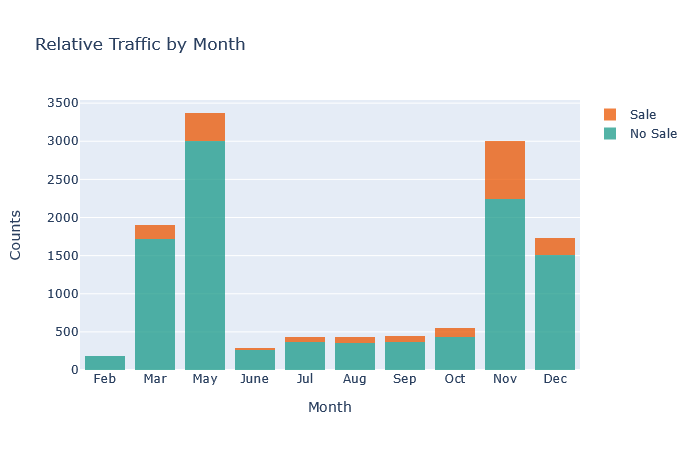 Relative Traffic by Month
Sale
No Sale
3500
3000
2500
2000
1500
1000
500
0
Counts
Feb Mar May June Jul Aug Sep Oct Nov Dec
Month